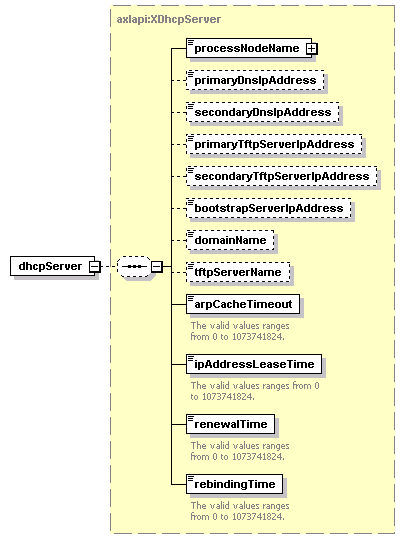 axlapi:XDhcpServer
processNodeName
primaryDnsIpAddress
secondaryDnsIpAddress
primaryTftpServerIpAddress
secondaryTftpServerIpAddress
bootstrapServerIpAddress
domainName
tftpServerName
dhcpServer
arpCacheTimeout
The valid values ranges
from 0 to 1073741824.
ipAddressLeaseTime
The valid values ranges from 0
to 1073741824.
renewalTime
The valid values ranges
from 0 to 1073741824.
rebindingTime
The valid values ranges
from 0 to 1073741824.